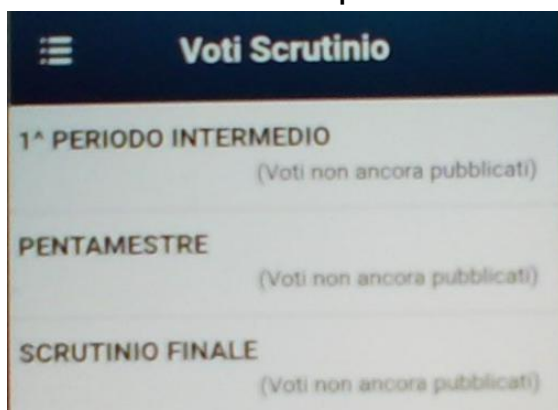 Voti Scrutinio
1^ PERIODO INTERMEDIO
(Voti non ancora pubblicati)
PENTAMESTRE
(Voti non ancora pubblicati)
SCRUTINIO FINALE
(Voti non ancora pubblicati)